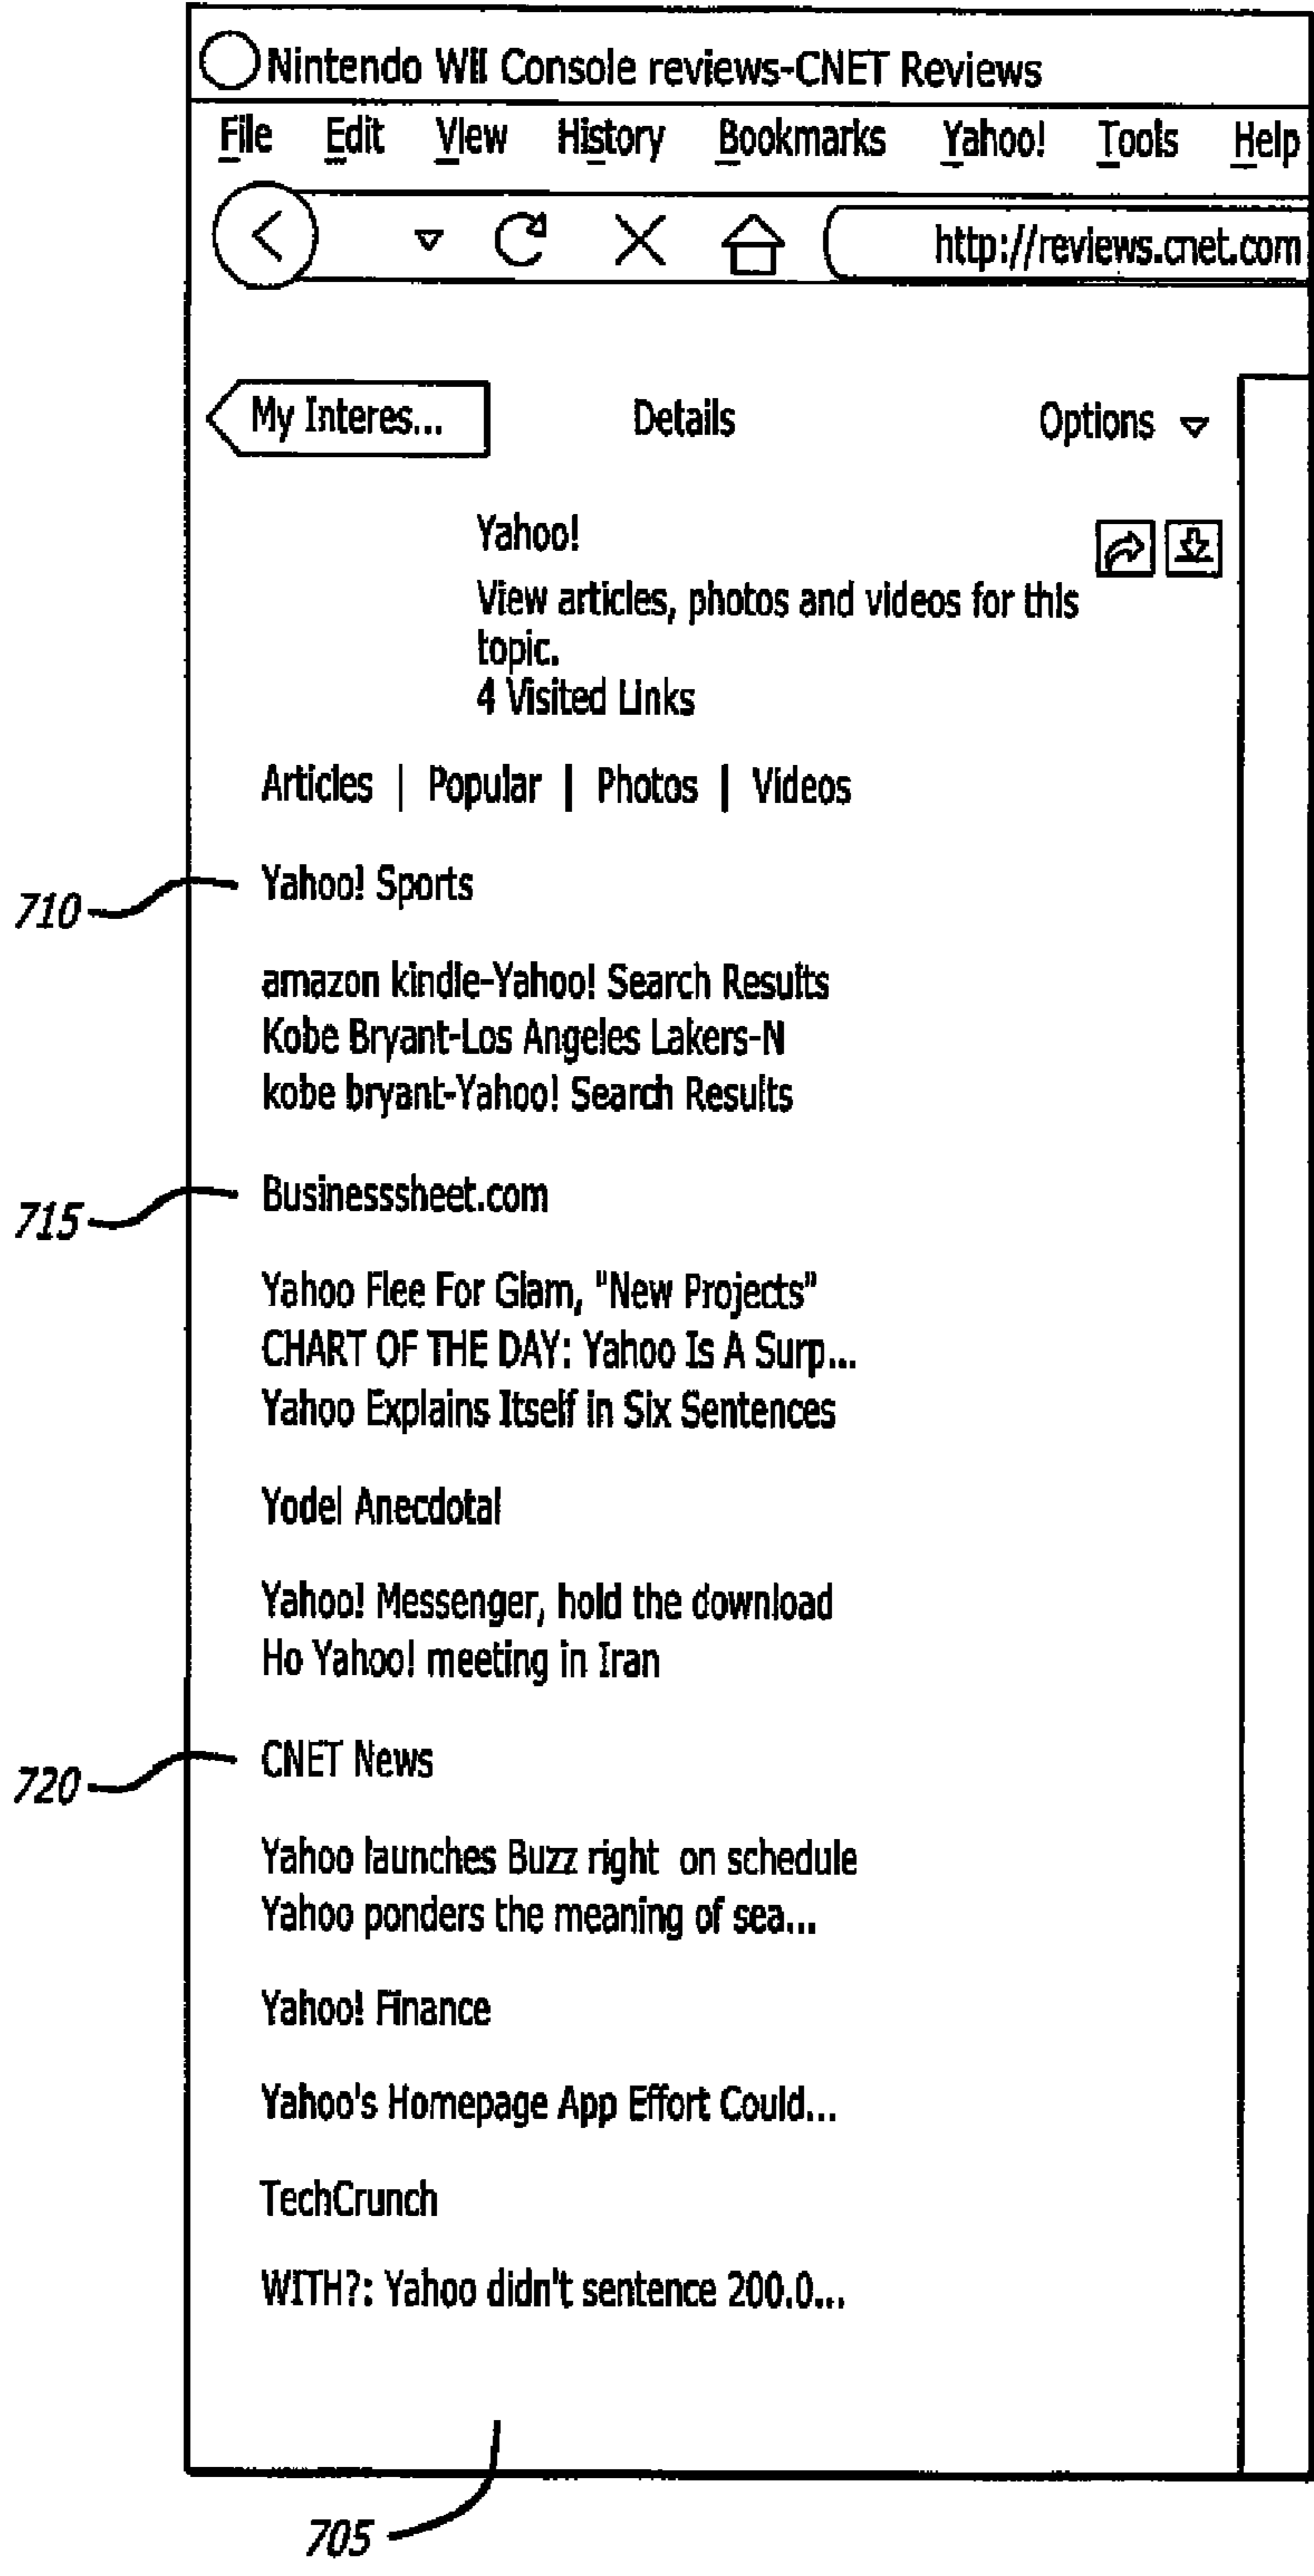 Nintendo WII Console reviews-CNET Reviews
File Edit View History Bookmarks Yahoo! Tools Help
http://reviews.cnet.com
My Interes... Details Options
Yahoo!
View articles, photos and videos for this
topic.
4 Visited Links
Articles | Popular | Photos | Videos
710
Yahoo! Sports
amazon kindle-Yahoo! Search Results
Kobe Bryant-Los Angeles Lakers-N
kobe bryant-Yahoo! Search Results
715
Businesssheet.com
Yahoo Flee For Glam, "New Projects"
CHART OF THE DAY: Yahoo Is A Surp...
Yahoo Explains Itself in Six Sentences
Yodel Anecdotal
Yahoo! Messenger, hold the download
Ho Yahoo! meeting in Iran
720
CNET News
Yahoo launches Buzz right on schedule
Yahoo ponders the meaning of sea...
Yahoo! Finance
Yahoo's Homepage App Effort Could...
TechCrunch
WITH?: Yahoo didn't sentence 200.0...
705